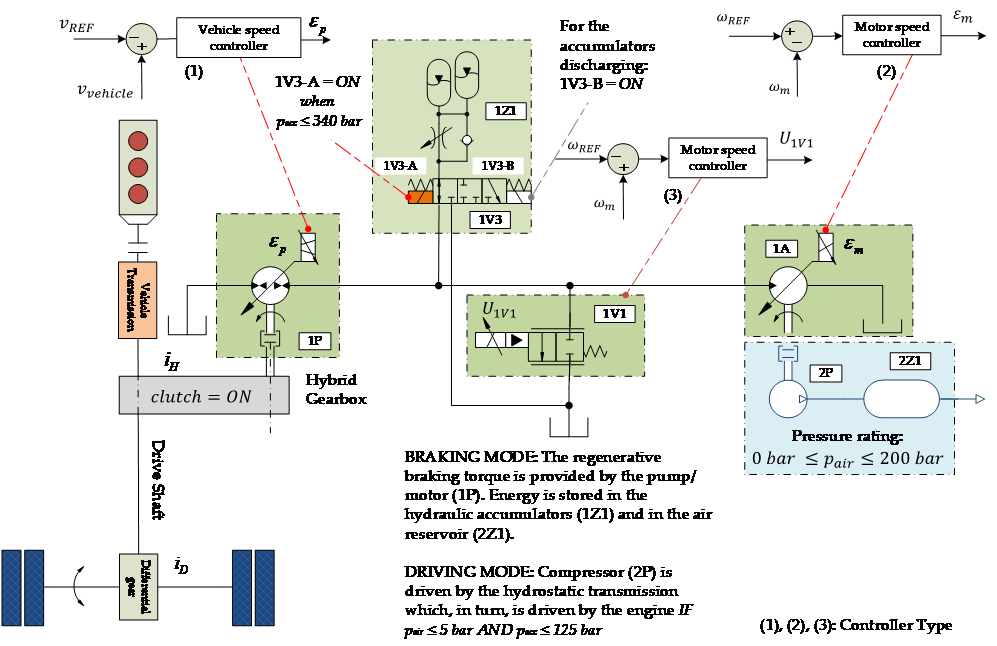 v_REF
−
+
Vehicle speed
controller
ε_p
(1)
v_vehicle
1V3-A = ON
when
p_acc ≤ 340 bar
For the
accumulators
discharging:
1V3-B = ON
1Z1
1V3-A
1V3-B
1V3
ω_REF
+
−
Motor speed
controller
ε_m
(2)
ω_m
ω_REF
−
+
Motor speed
controller
U_1V1
(3)
ω_m
Vehicle
Transmission
ε_p
1P
U_1V1
1V1
1A
ε_m
i_H
clutch = ON
Hybrid
Gearbox
2P
2Z1
Pressure rating:
0 bar ≤ p_air ≤ 200 bar
Drive Shaft
BRAKING MODE: The regenerative
braking torque is provided by the pump/
motor (1P). Energy is stored in the
hydraulic accumulators (1Z1) and in the air
reservoir (2Z1).
Differential
gear
i_D
DRIVING MODE: Compressor (2P) is
driven by the hydrostatic transmission
which, in turn, is driven by the engine IF
p_air ≤ 5 bar AND p_acc ≤ 125 bar
(1), (2), (3): Controller Type